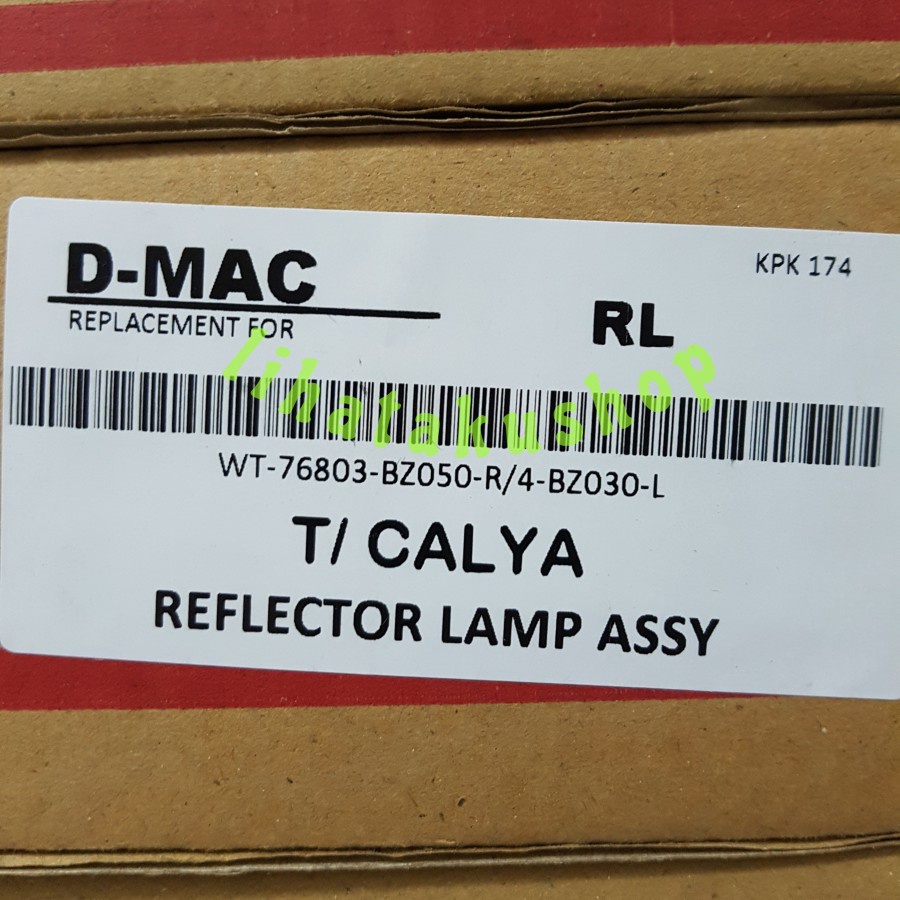 D-MAC
KPK 174
REPLACEMENT FOR
RL
lihatakushop
WT-76803-BZ050-R/4-BZ030-L
T/ CALYA
REFLECTOR LAMP ASSY